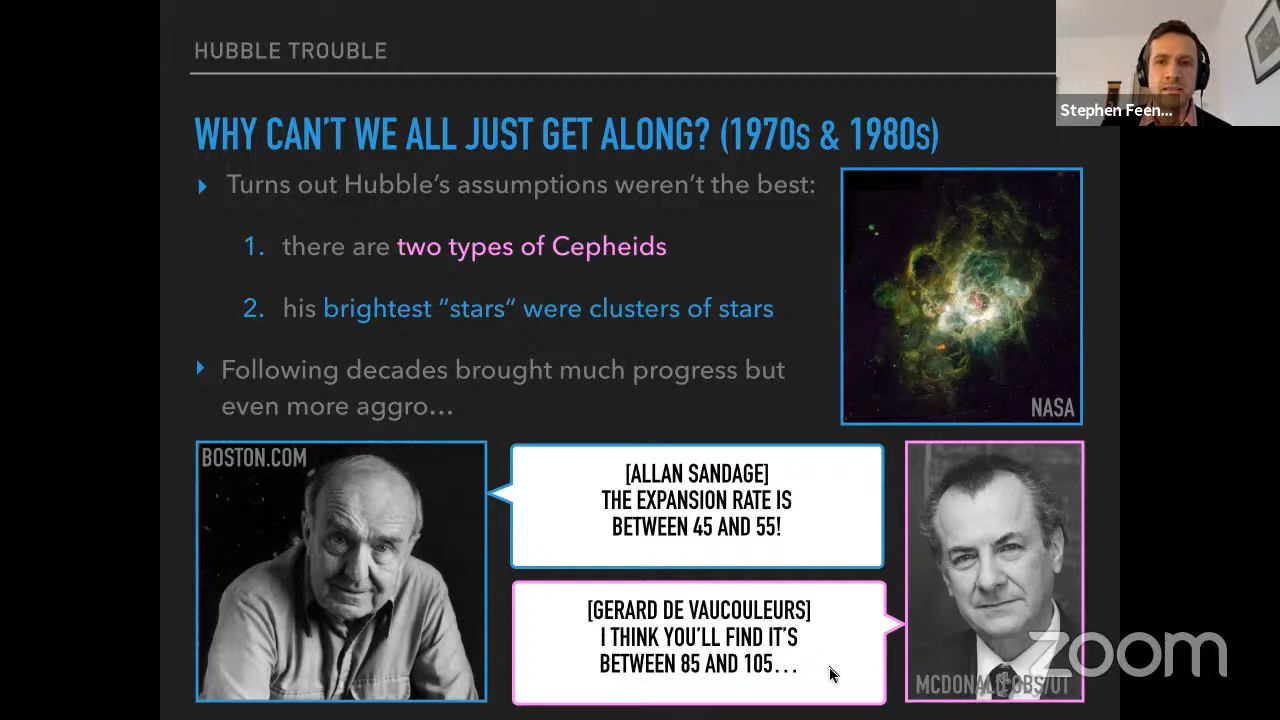 HUBBLE TROUBLE
Stephen Feen...
WHY CAN'T WE ALL JUST GET ALONG? (1970s & 1980s)
Turns out Hubble's assumptions weren't the best:
1. there are two types of Cepheids
2. his brightest "stars" were clusters of stars
Following decades brought much progress but
even more aggro...
NASA
BOSTON.COM
[ALLAN SANDAGE]
THE EXPANSION RATE IS
BETWEEN 45 AND 55!
[GERARD DE VAUCOULEURS]
I THINK YOU'LL FIND IT'S
BETWEEN 85 AND 105...
MCDONALD OBS/UT
zoom